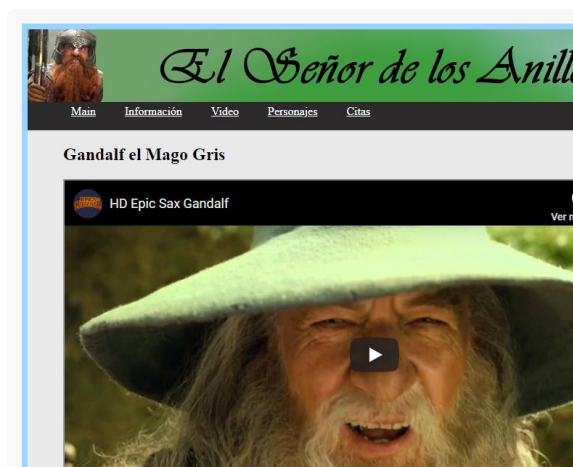 El Señor de los Anill
Main Información Video Personajes Citas
Gandalf el Mago Gris
HD Epic Sax Gandalf
Ver